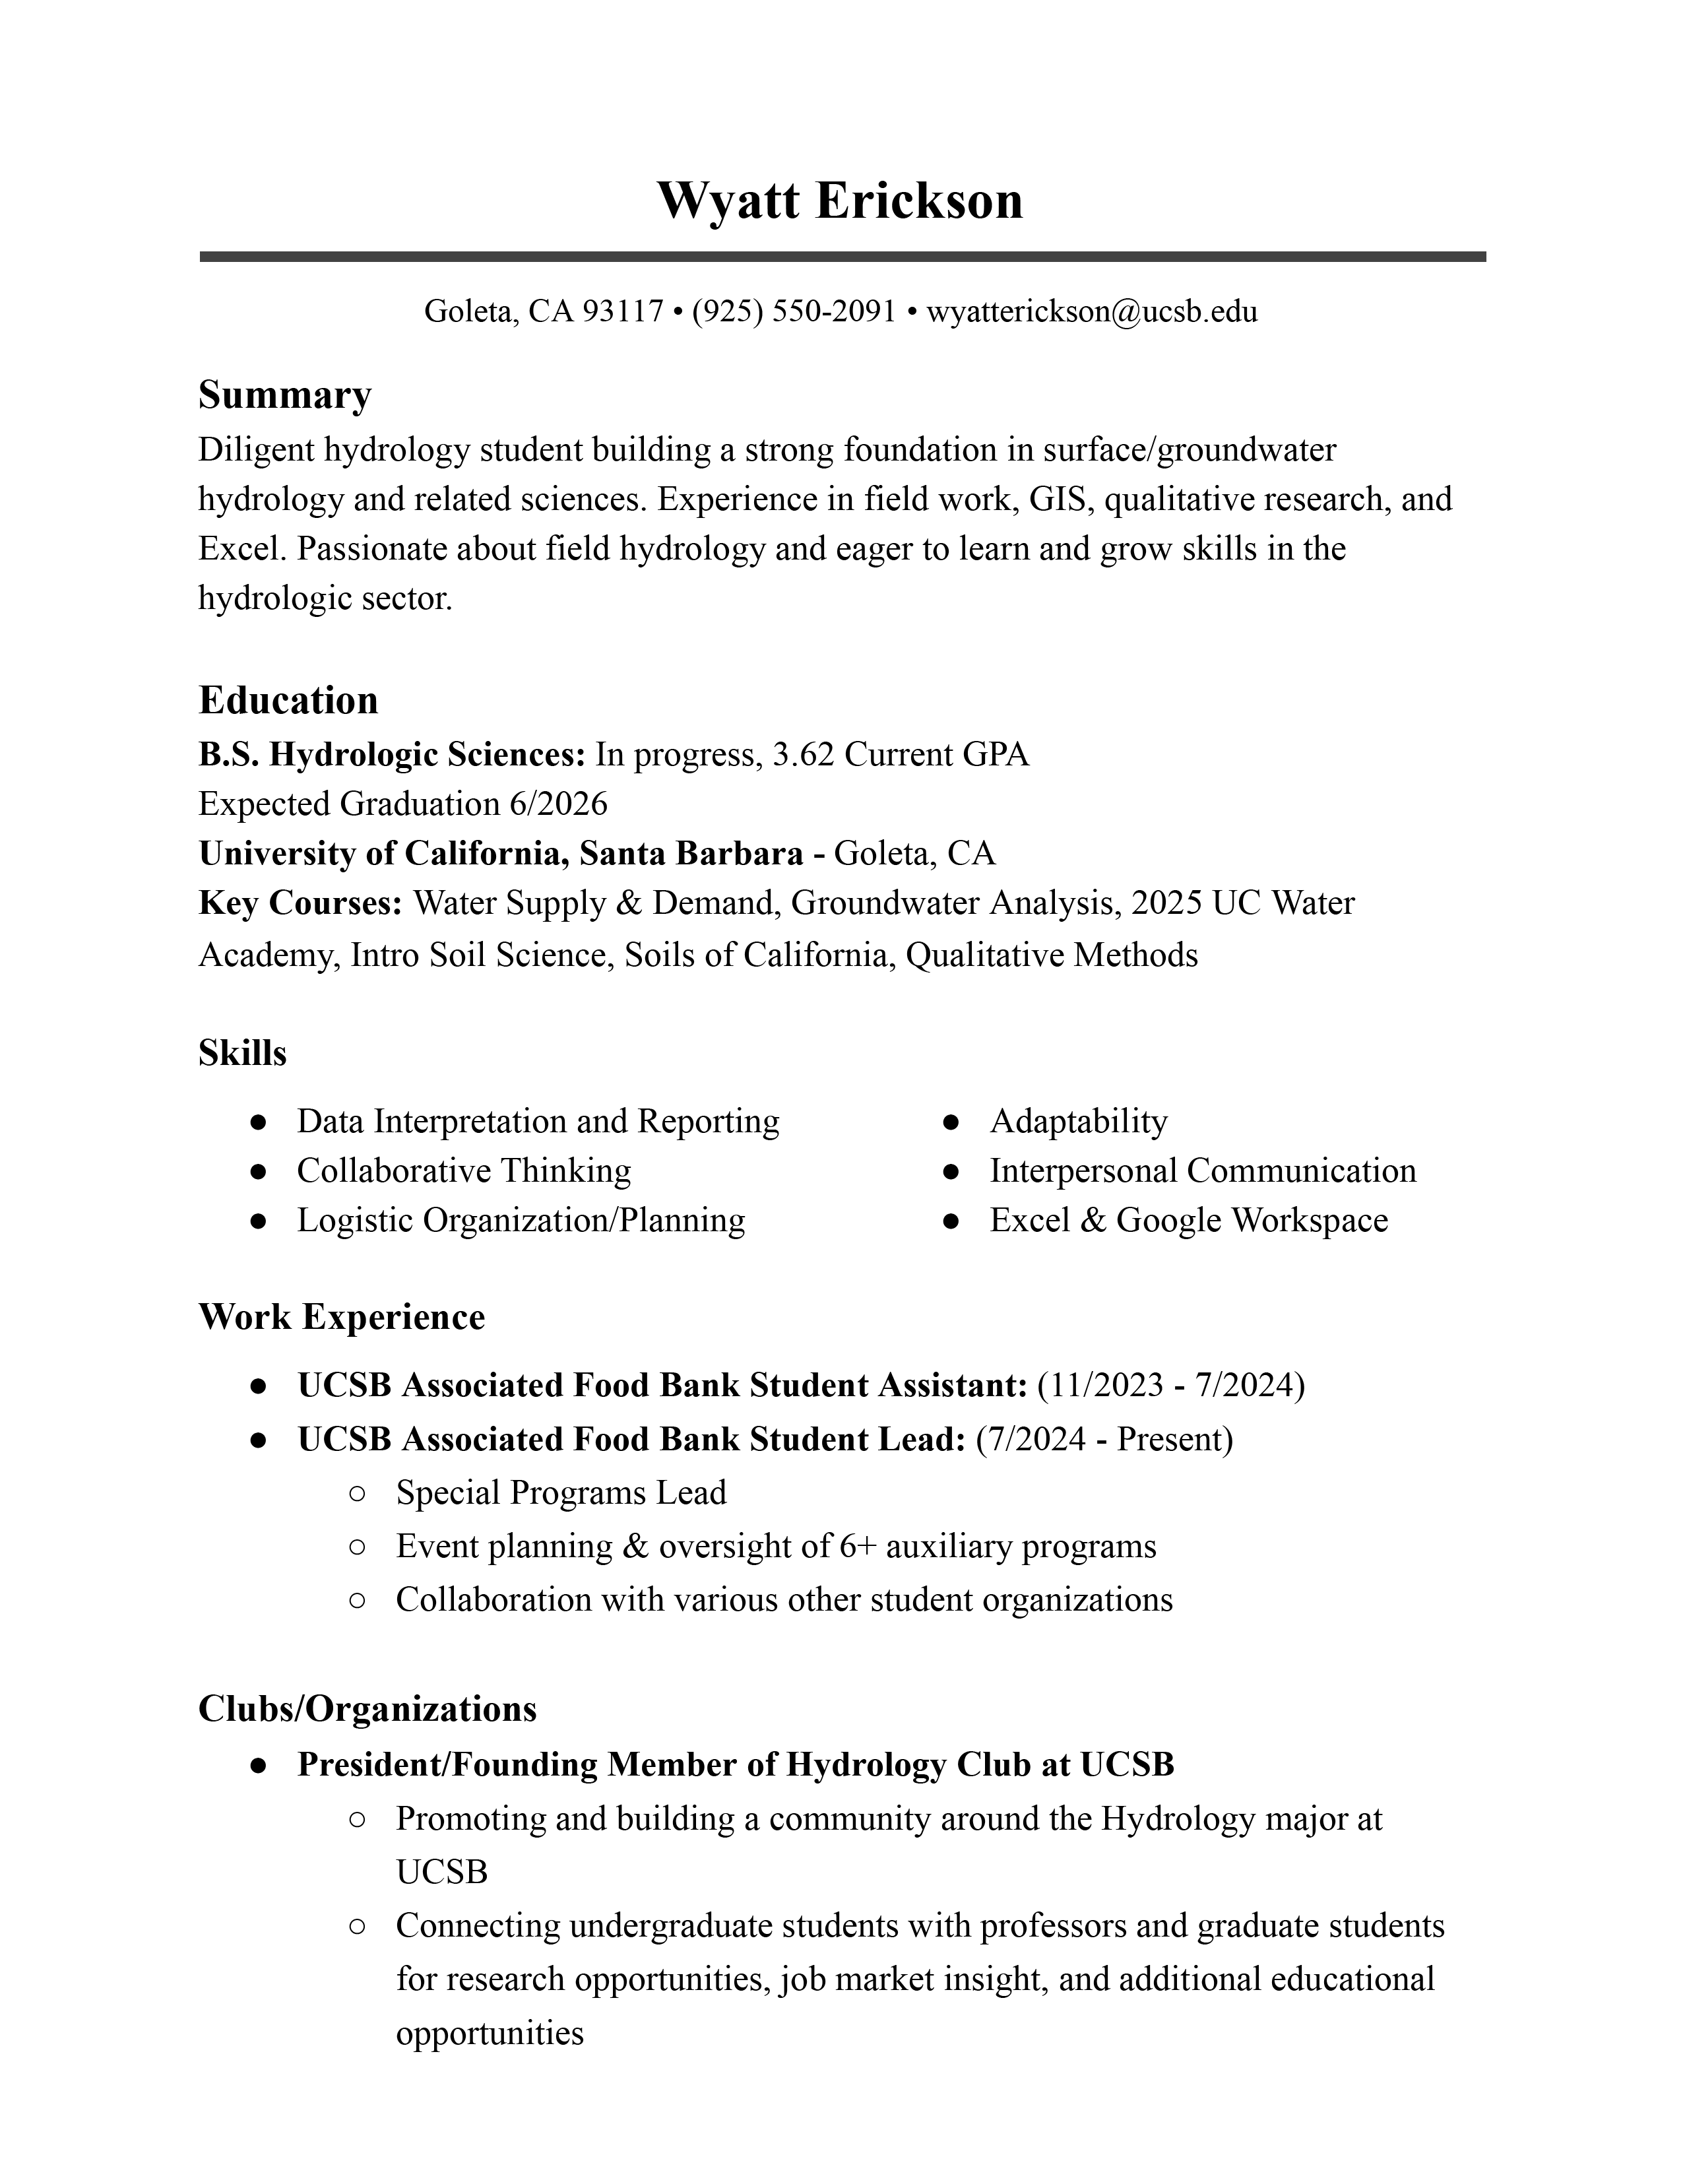 Wyatt Erickson
Goleta, CA 93117 • (925) 550-2091 • wyatterickson@ucsb.edu
Summary
Diligent hydrology student building a strong foundation in surface/groundwater
hydrology and related sciences. Experience in field work, GIS, qualitative research, and
Excel. Passionate about field hydrology and eager to learn and grow skills in the
hydrologic sector.
Education
B.S. Hydrologic Sciences: In progress, 3.62 Current GPA
Expected Graduation 6/2026
University of California, Santa Barbara - Goleta, CA
Key Courses: Water Supply & Demand, Groundwater Analysis, 2025 UC Water
Academy, Intro Soil Science, Soils of California, Qualitative Methods
Skills
● Data Interpretation and Reporting
● Collaborative Thinking
● Logistic Organization/Planning
● Adaptability
● Interpersonal Communication
● Excel & Google Workspace
Work Experience
● UCSB Associated Food Bank Student Assistant: (11/2023 - 7/2024)
● UCSB Associated Food Bank Student Lead: (7/2024 - Present)
○ Special Programs Lead
○ Event planning & oversight of 6+ auxiliary programs
○ Collaboration with various other student organizations
Clubs/Organizations
● President/Founding Member of Hydrology Club at UCSB
○ Promoting and building a community around the Hydrology major at
UCSB
○ Connecting undergraduate students with professors and graduate students
for research opportunities, job market insight, and additional educational
opportunities